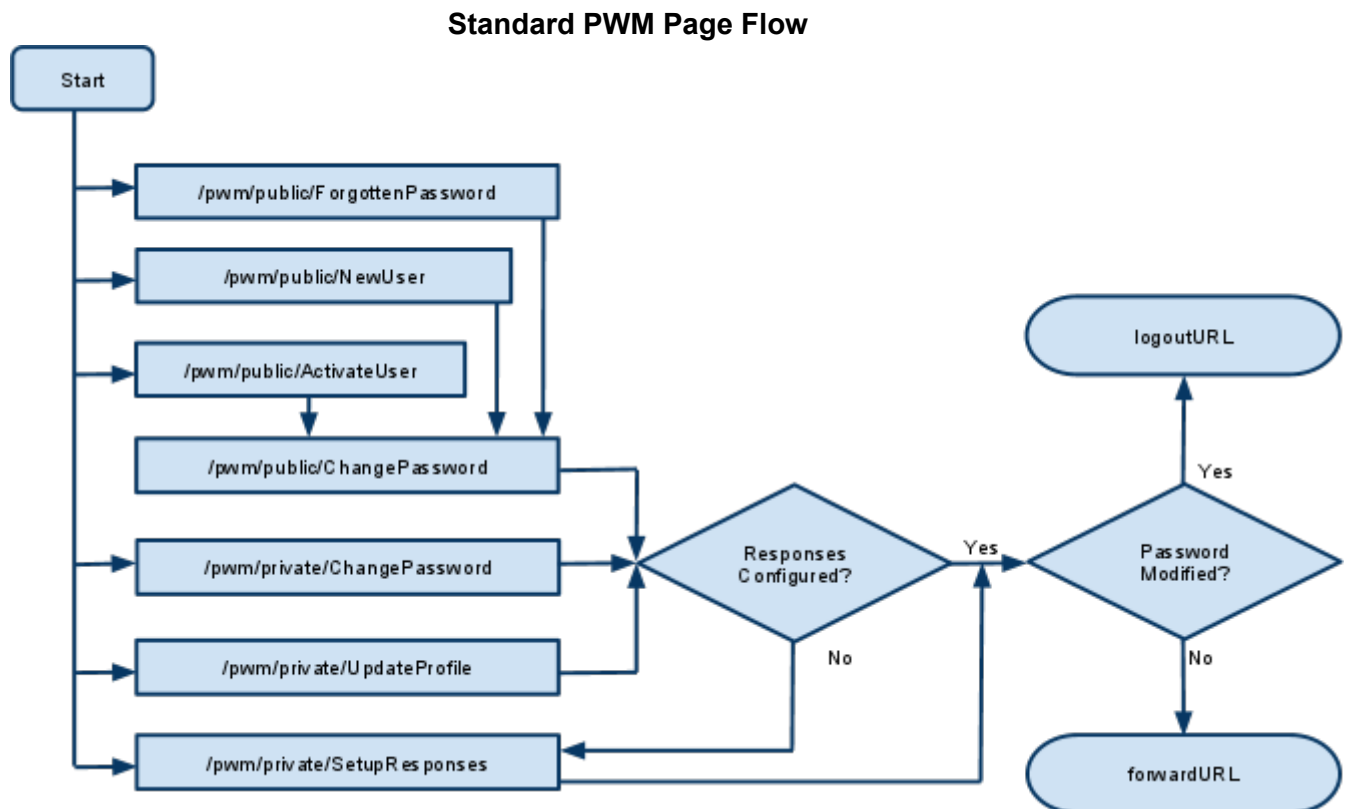 Standard PWM Page Flow
Start
/pwm/public/ForgottenPassword
/pwm/public/NewUser
/pwm/public/ActivateUser
/pwm/public/ChangePassword
/pwm/private/ChangePassword
/pwm/private/UpdateProfile
/pwm/private/SetupResponses
Responses
Configured?
Yes
No
Password
Modified?
Yes
logoutURL
No
forwardURL